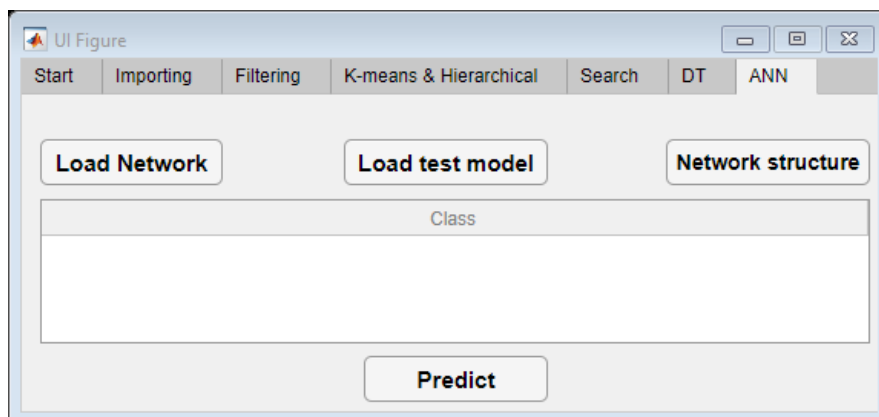 UI Figure
Start Importing Filtering K-means & Hierarchical Search DT ANN
Load Network Load test model Network structure
Class
Predict